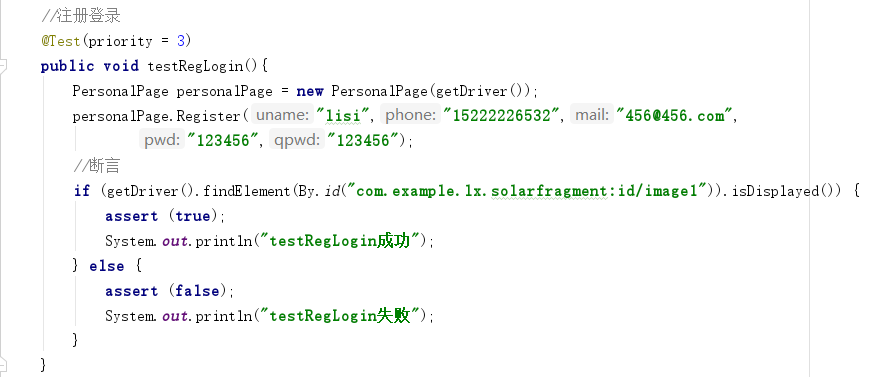 //注册登录
@Test(priority = 3)
public void testRegLogin(){
PersonalPage personalPage = new PersonalPage(getDriver());
personalPage.Register( uname: "lisi", phone: "15222226532", mail: "456@456.com",
pwd: "123456", qpwd: "123456");
//断言
if (getDriver().findElement(By.id("com.example.lx.solarfragment:id/image1")).isDisplayed()) {
assert (true);
System.out.println("testRegLogin成功");
} else {
assert (false);
System.out.println("testRegLogin失败");
}
}